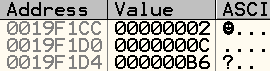 Address Value ASCI
0019F1CC 00000002 ☻...
0019F1D0 0000000C ....
0019F1D4 000000B6 ?..